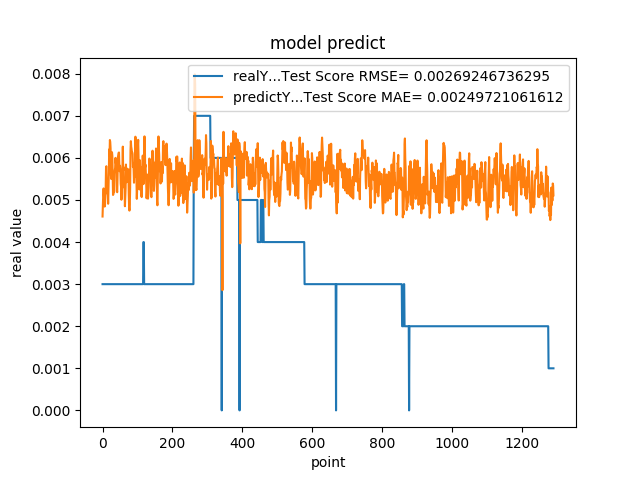 model predict
realY...Test Score RMSE= 0.00269246736295
predictY...Test Score MAE= 0.00249721061612
0.008
0.007
0.006
0.005
0.004
0.003
0.002
0.001
0.000
real value
0 200 400 600 800 1000 1200
point